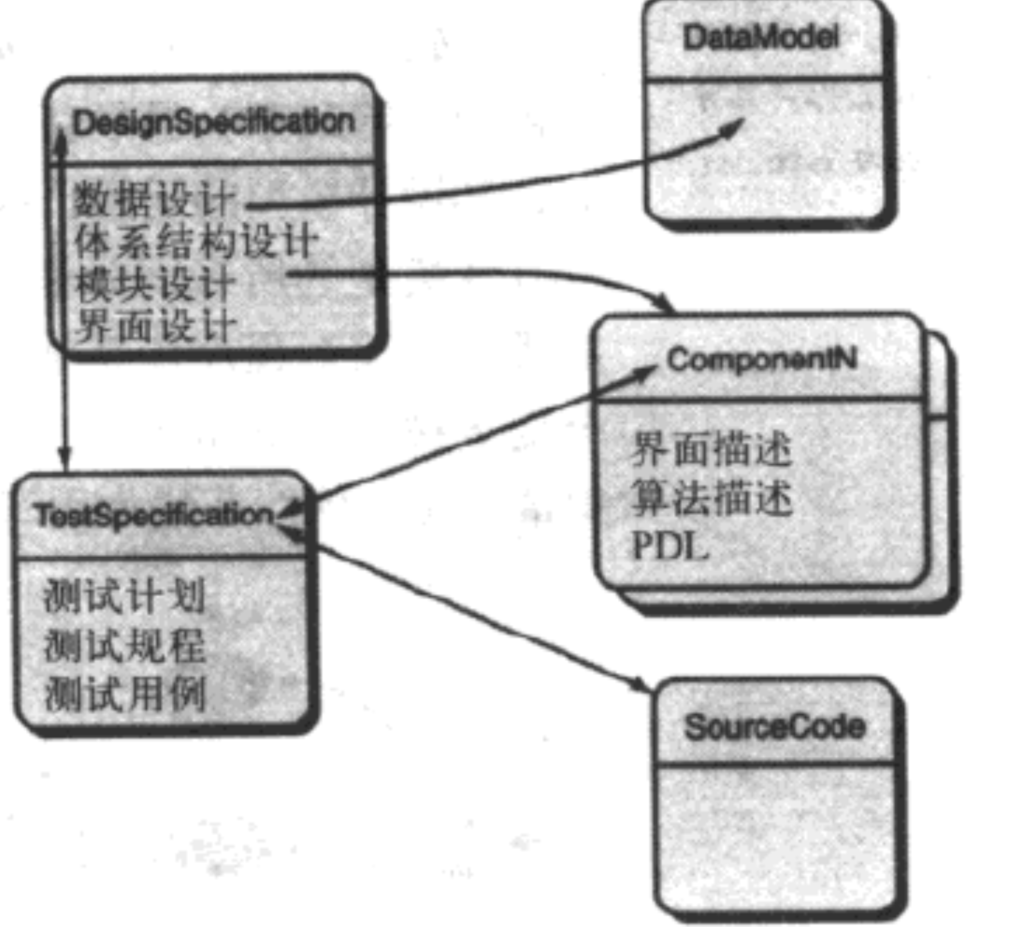 DataModel
DesignSpecification
数据设计
体系结构设计
模块设计
界面设计
ComponentN
界面描述
算法描述
PDL
TestSpecification
测试计划
测试规程
测试用例
SourceCode